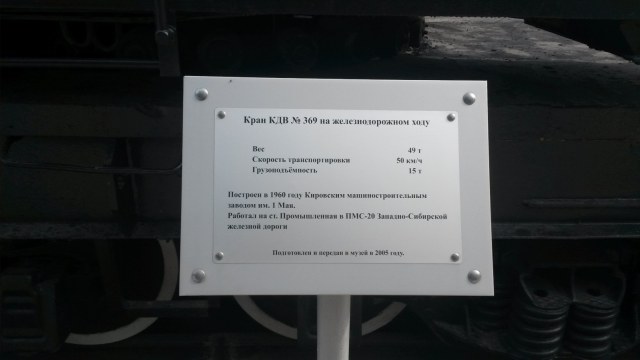 Кран КДВ № 369 на железнодорожном ходу
Вес 49 т
Скорость транспортировки 50 км/ч
Грузоподъёмность 15 т
Построен в 1960 году Кировским машиностроительным
заводом им. 1 Мая.
Работал на ст. Промышленная в ПМС-20 Западно-Сибирской
железной дороги
Подготовлен и передан в музей в 2005 году.